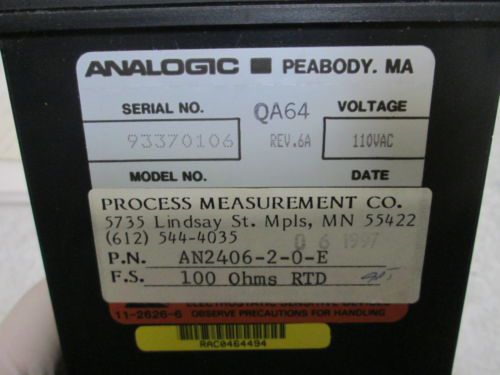 ANALOGIC ■ PEABODY. MA
SERIAL NO. QA64 VOLTAGE
93370106 REV.6A 110VAC
MODEL NO. DATE
PROCESS MEASUREMENT CO.
5735 Lindsay St. Mpls, MN 55422
(612) 544-4035 06 1997
P.N. AN2406-2-0-E
F.S. 100 Ohms RTD
ELECTROSTATIC SENSITIVE DEVICES
11-2626-6 OBSERVE PRECAUTIONS FOR HANDLING
RAC0464494